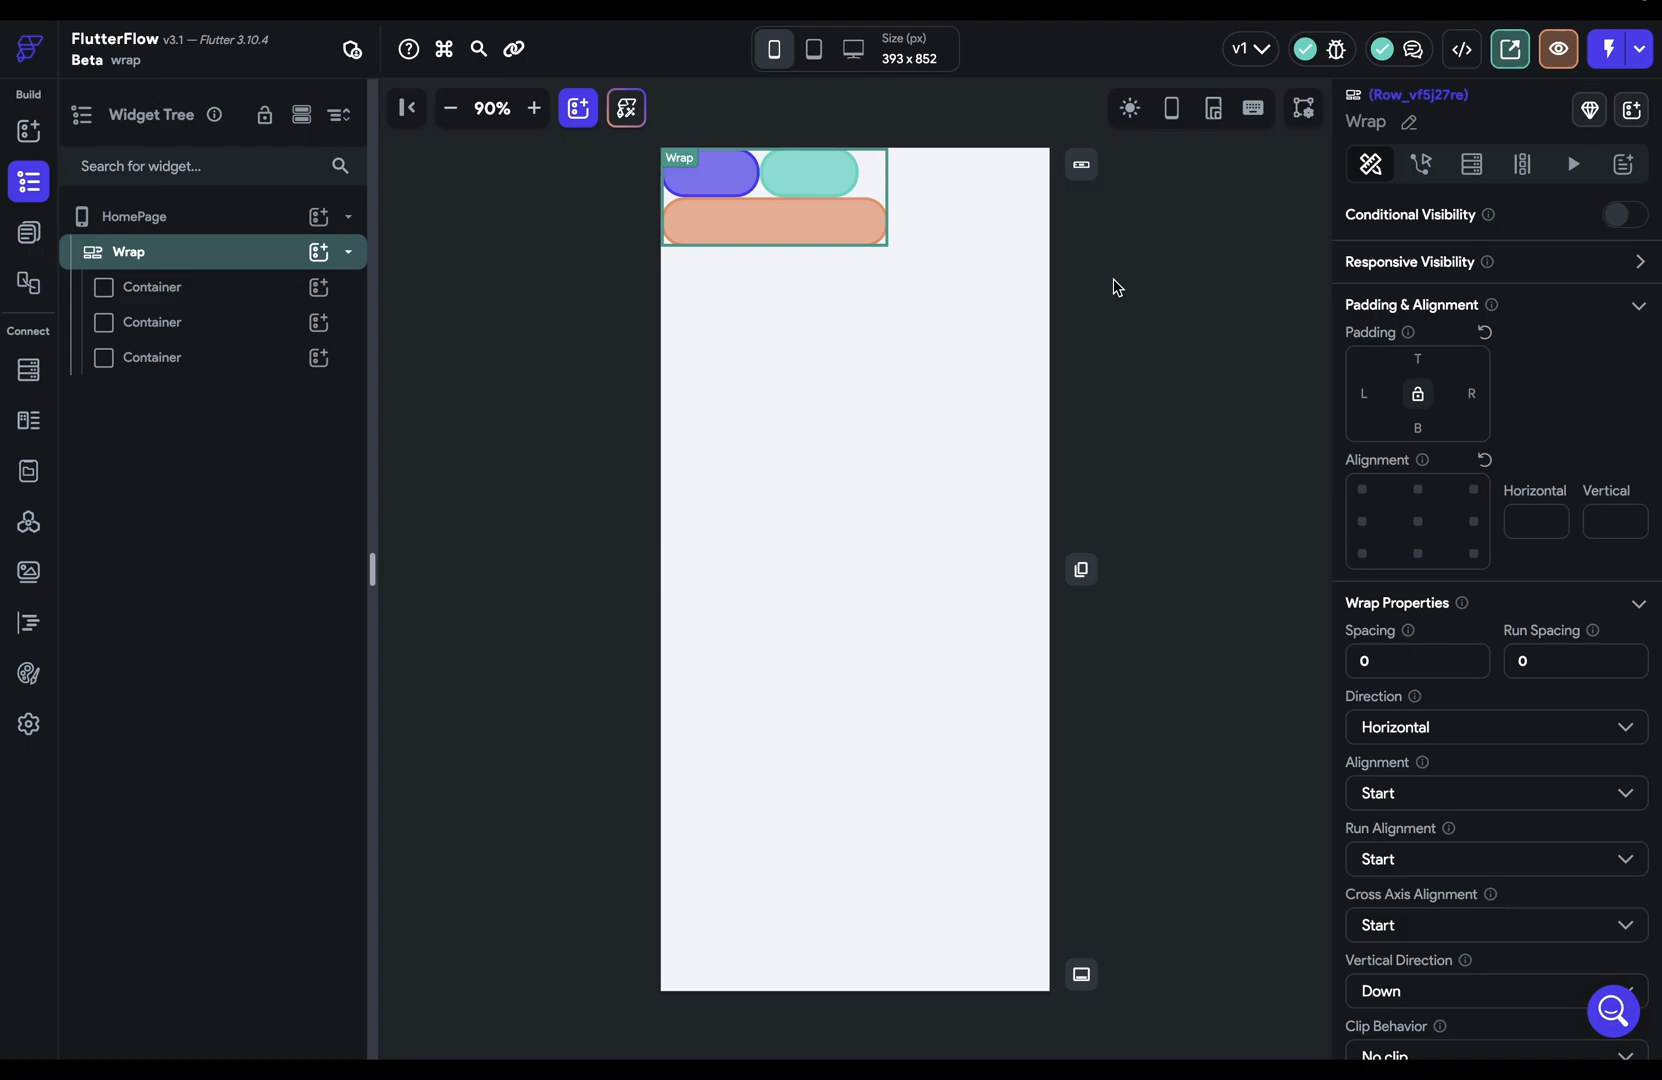 FlutterFlow v3.1 — Flutter 3.10.4
Beta wrap
Size (px)
393 x 852
v1
Build
Connect
Widget Tree
Search for widget...
HomePage
Wrap
Container
Container
Container
90%
Wrap
(Row_vf5j27re)
Wrap
Conditional Visibility
Responsive Visibility
Padding & Alignment
Padding
T
L
R
B
Alignment
Horizontal
Vertical
Wrap Properties
Spacing
Run Spacing
0
0
Direction
Horizontal
Alignment
Start
Run Alignment
Start
Cross Axis Alignment
Start
Vertical Direction
Down
Clip Behavior
No clip